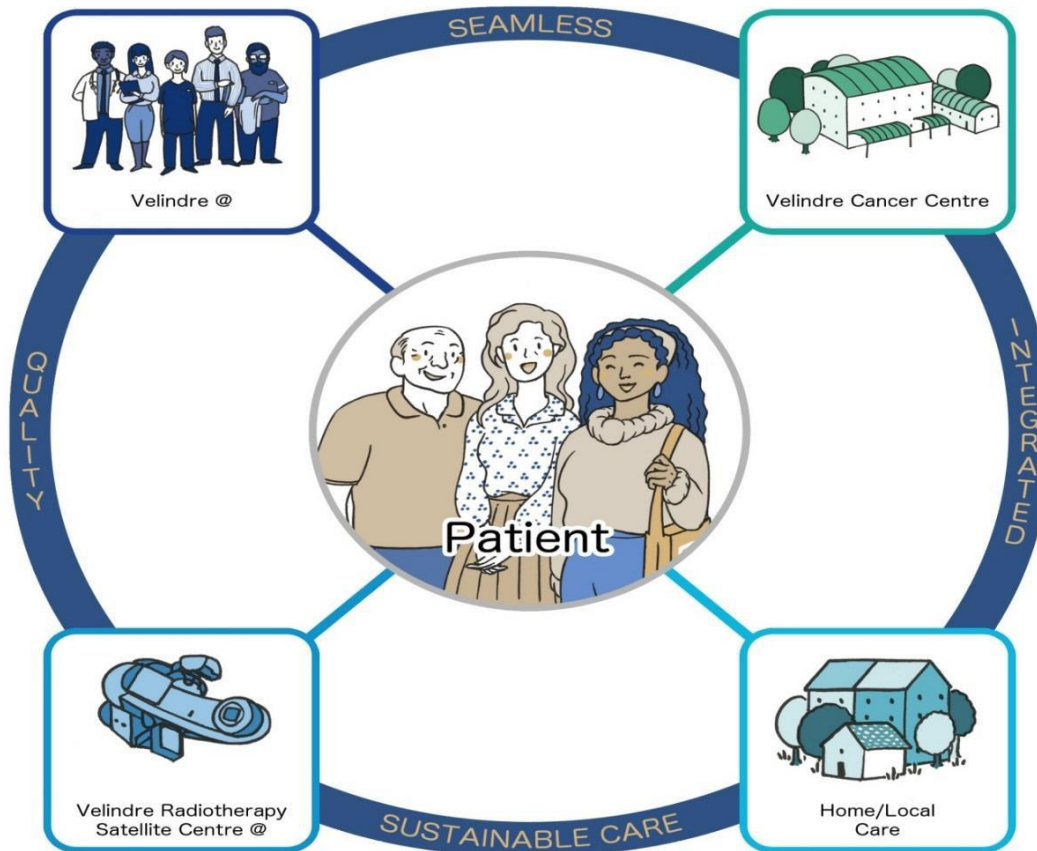 SEAMLESS
Velindre @
Velindre Cancer Centre
QUALITY
INTEGRATED
Patient
Velindre Radiotherapy
Satellite Centre @
SUSTAINABLE CARE
Home/Local
Care